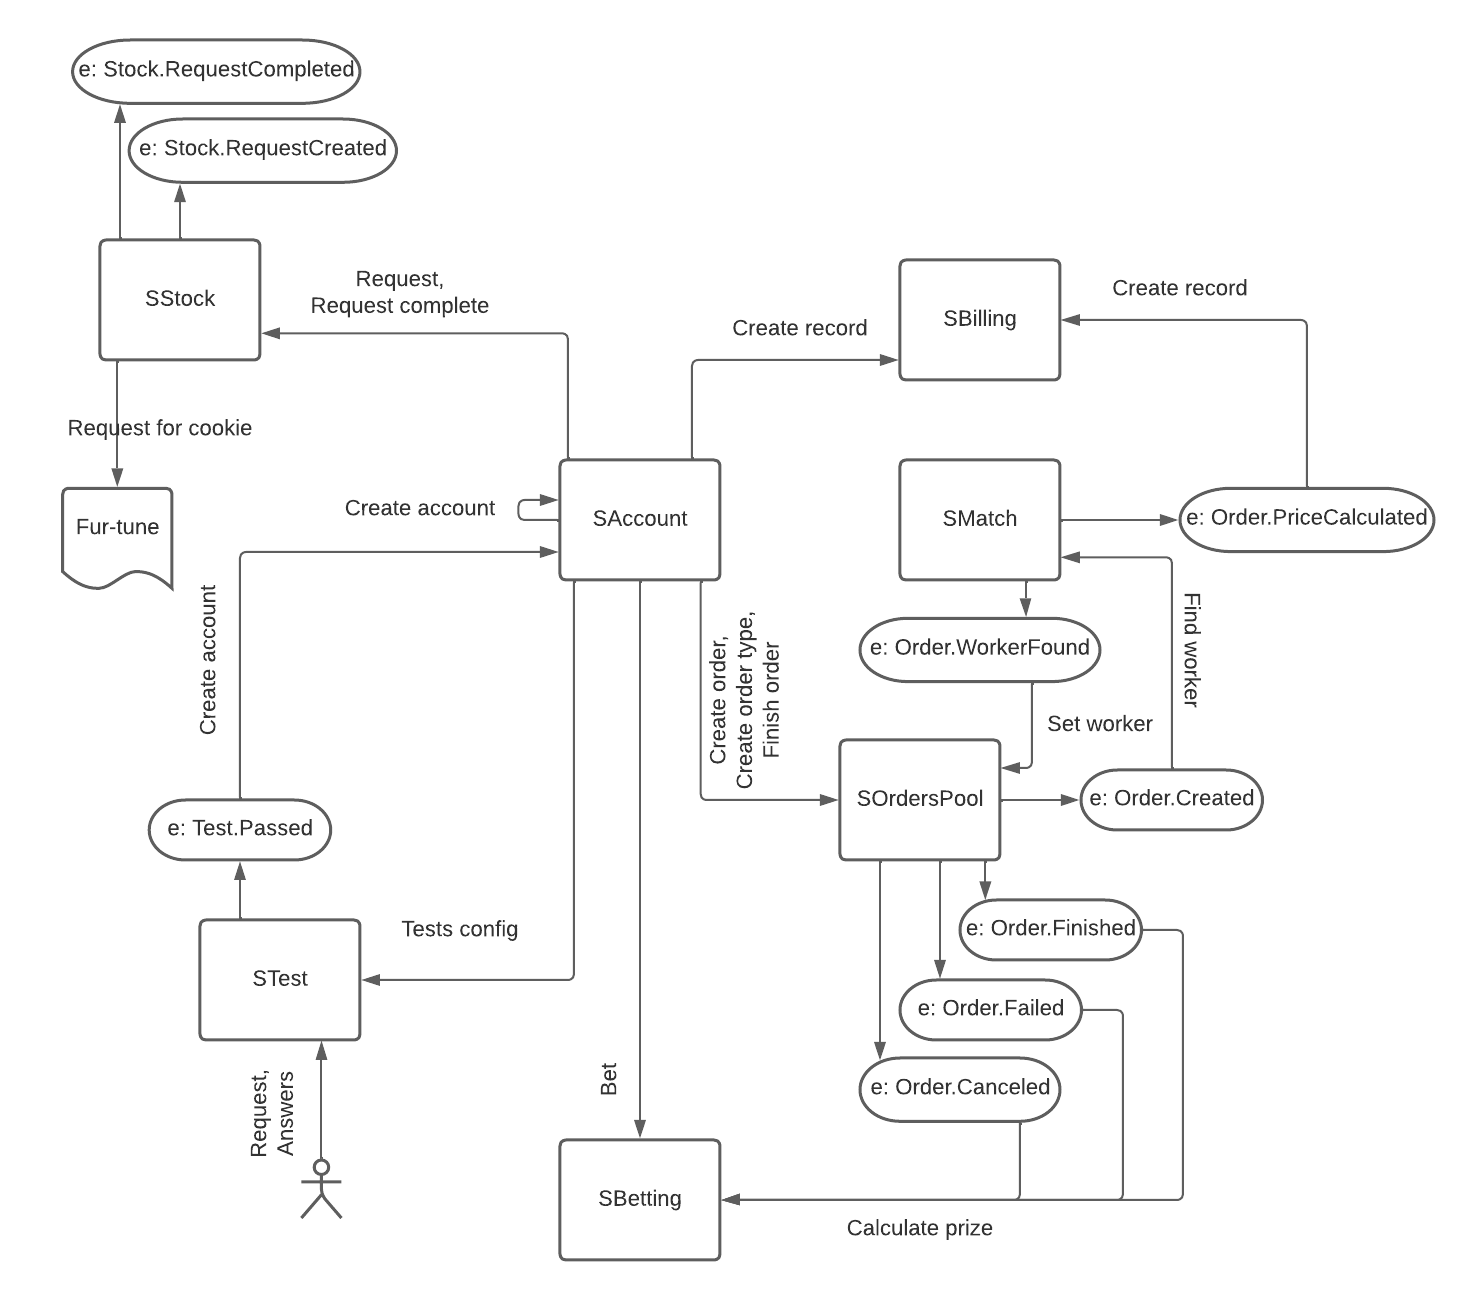 e: Stock.RequestCompleted
e: Stock.RequestCreated
SStock
Request,
Request complete
Request for cookie
Fur-tune
Create record
SBilling
Create record
Create account
SAccount
SMatch
e: Order.PriceCalculated
Create account
Create order,
Create order type,
Finish order
e: Order.WorkerFound
Find worker
Set worker
SOrdersPool
e: Order.Created
e: Test.Passed
Tests config
STest
e: Order.Finished
e: Order.Failed
e: Order.Canceled
Request,
Answers
Bet
SBetting
Calculate prize